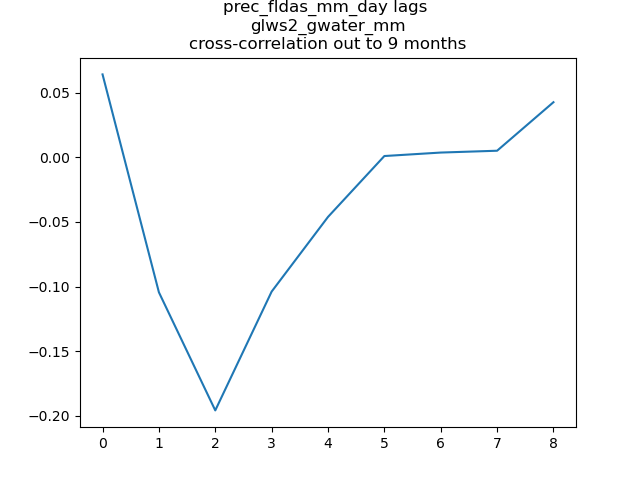 prec_fldas_mm_day lags
glws2_gwater_mm
cross-correlation out to 9 months
0.05
0.00
−0.05
−0.10
−0.15
−0.20
0 1 2 3 4 5 6 7 8